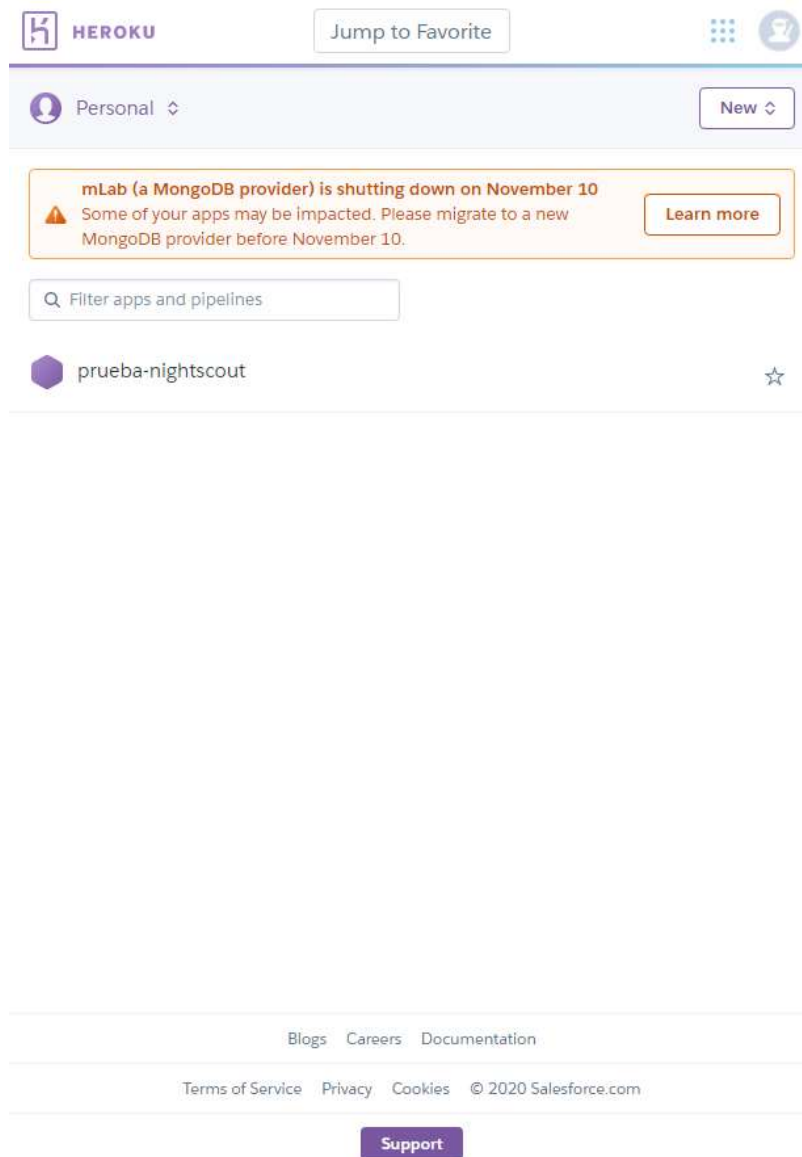 HEROKU
Jump to Favorite
Personal
New
mLab (a MongoDB provider) is shutting down on November 10
Some of your apps may be impacted. Please migrate to a new
MongoDB provider before November 10.
Learn more
Filter apps and pipelines
prueba-nightscout
Blogs Careers Documentation
Terms of Service Privacy Cookies © 2020 Salesforce.com
Support